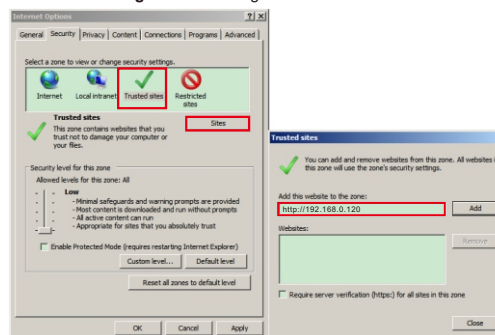 Internet Options
? X
General Security Privacy Content Connections Programs Advanced
Select a zone to view or change security settings.
Internet Local intranet Trusted sites Restricted sites
Trusted sites
This zone contains websites that you
trust not to damage your computer or
your files.
Sites
Security level for this zone
Allowed levels for this zone: All
Low
- Minimal safeguards and warning prompts are provided
- Most content is downloaded and run without prompts
- All active content can run
- Appropriate for sites that you absolutely trust
Enable Protected Mode (requires restarting Internet Explorer)
Custom level... Default level
Reset all zones to default level
OK Cancel Apply
Trusted sites
You can add and remove websites from this zone. All websites in
this zone will use the zone's security settings.
Add this website to the zone:
http://192.168.0.120
Add
Websites:
Remove
Require server verification (https:) for all sites in this zone
Close